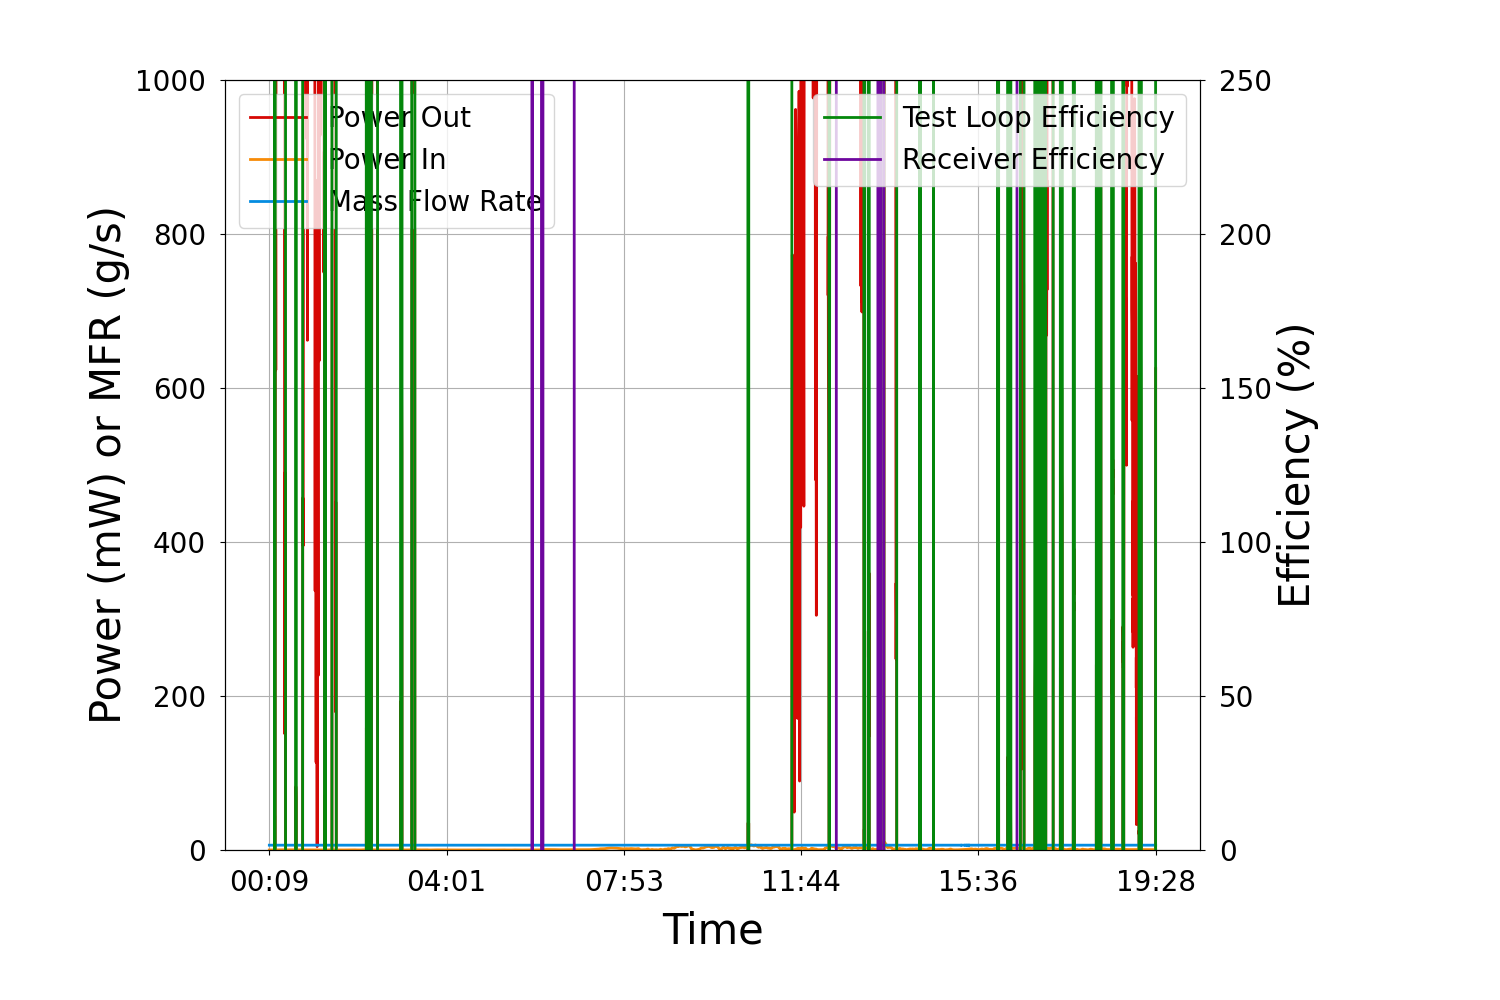 1000
800
600
400
200
0
Power (mW) or MFR (g/s)
Power Out
Power In
Mass Flow Rate
Test Loop Efficiency
Receiver Efficiency
250
200
150
100
50
0
Efficiency (%)
00:09 04:01 07:53 11:44 15:36 19:28
Time